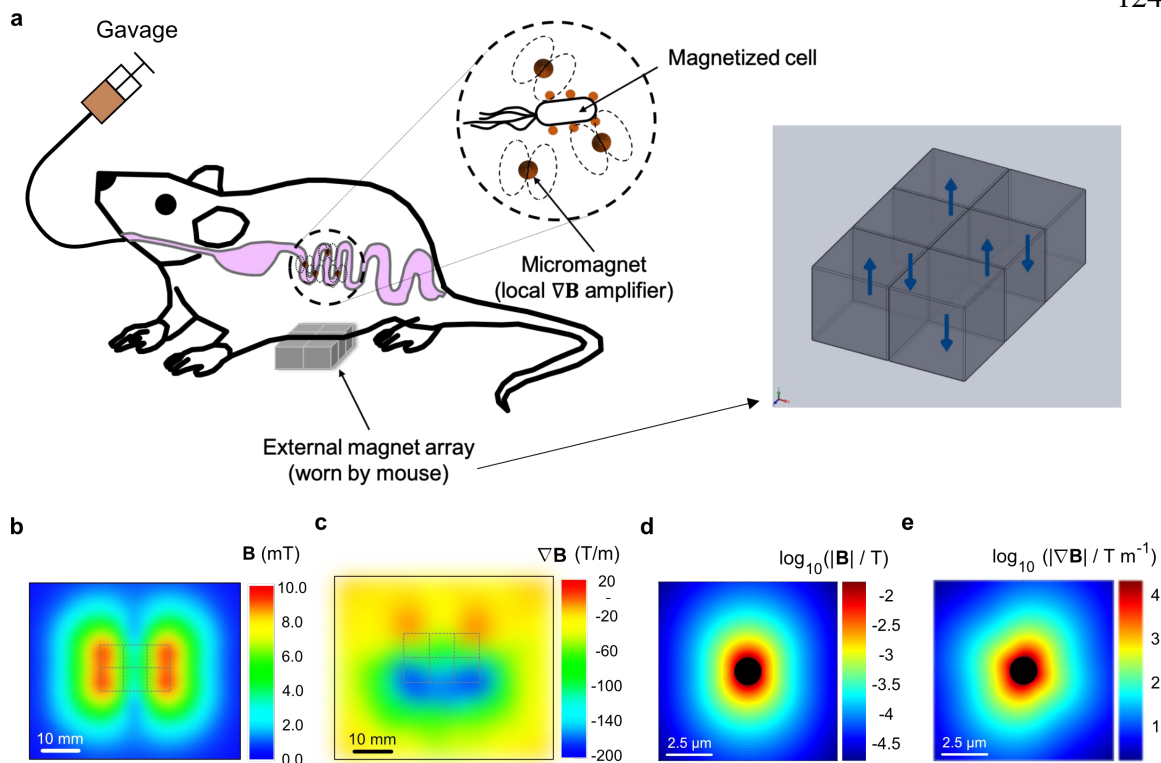 124
a
Gavage
Magnetized cell
Micromagnet
(local ∇B amplifier)
External magnet array
(worn by mouse)
b
B (mT)
10.0
8.0
6.0
4.0
2.0
0.0
10 mm
c
∇B (T/m)
20
-
-20
-60
-100
-140
-200
10 mm
d
log10(|B| / T)
-2
-2.5
-3
-3.5
-4
-4.5
2.5 μm
e
log10 (|∇B| / T m⁻¹)
4
3
2
1
2.5 μm